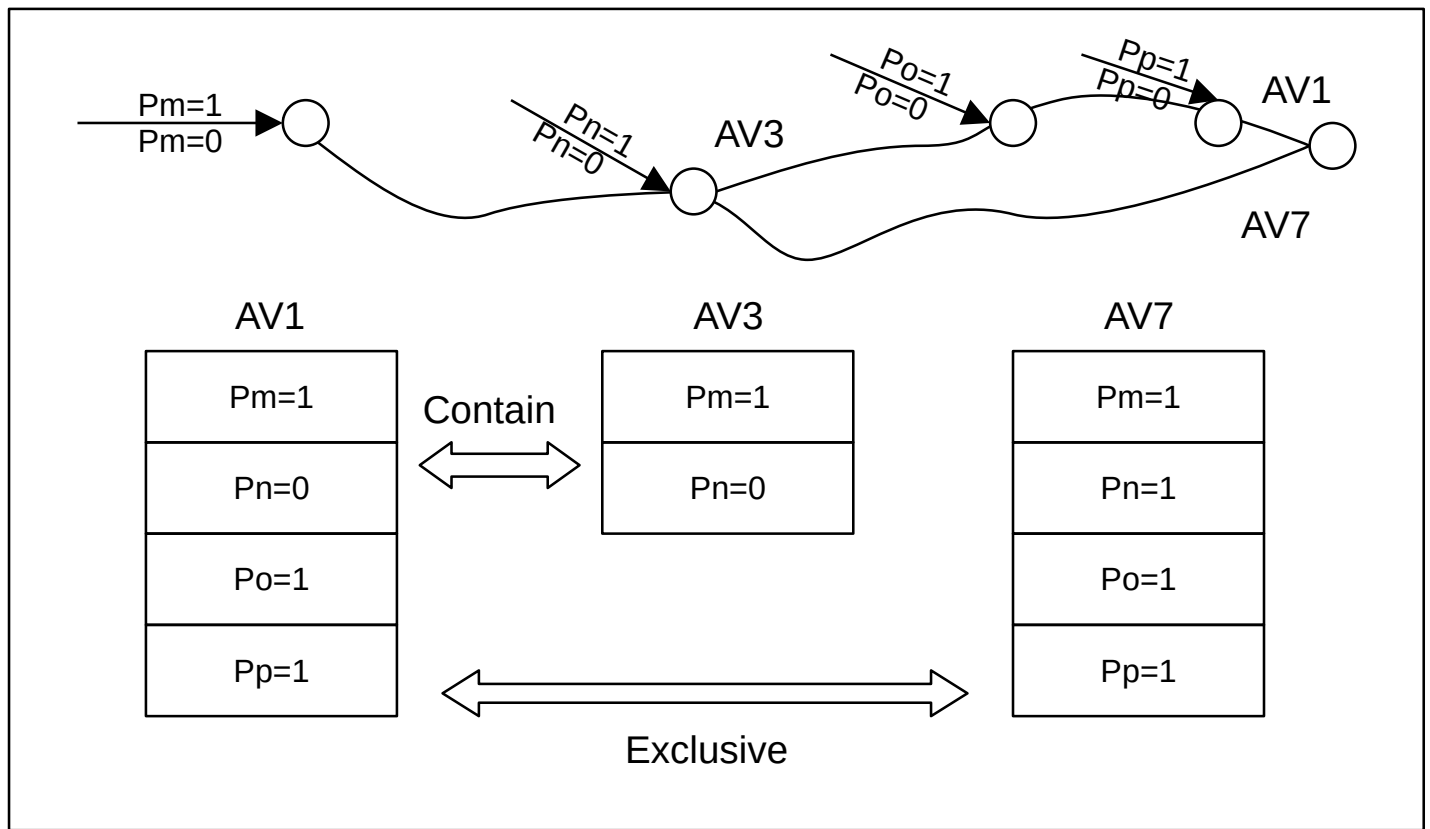 Pm=1
Pm=0
Pn=1
Pn=0
AV3
Po=1
Po=0
Pp=1
Pp=0
AV1
AV7
AV1
AV3
AV7
Pm=1
Pn=0
Po=1
Pp=1
Contain
Pm=1
Pn=0
Pm=1
Pn=1
Po=1
Pp=1
Exclusive